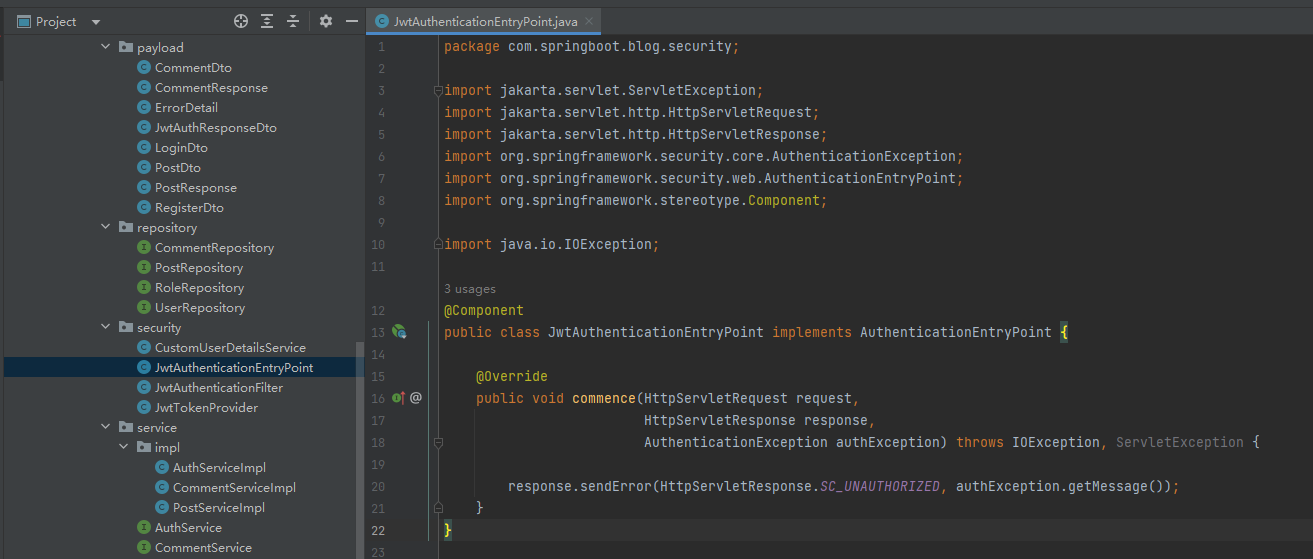 Project
payload
CommentDto
CommentResponse
ErrorDetail
JwtAuthResponseDto
LoginDto
PostDto
PostResponse
RegisterDto
repository
CommentRepository
PostRepository
RoleRepository
UserRepository
security
CustomUserDetailsService
JwtAuthenticationEntryPoint
JwtAuthenticationFilter
JwtTokenProvider
service
impl
AuthServiceImpl
CommentServiceImpl
PostServiceImpl
AuthService
CommentService
JwtAuthenticationEntryPoint.java
1 package com.springboot.blog.security;
2
3 import jakarta.servlet.ServletException;
4 import jakarta.servlet.http.HttpServletRequest;
5 import jakarta.servlet.http.HttpServletResponse;
6 import org.springframework.security.core.AuthenticationException;
7 import org.springframework.security.web.AuthenticationEntryPoint;
8 import org.springframework.stereotype.Component;
9
10 import java.io.IOException;
11
3 usages
12 @Component
13 public class JwtAuthenticationEntryPoint implements AuthenticationEntryPoint {
14
15 @Override
16 public void commence(HttpServletRequest request,
17 HttpServletResponse response,
18 AuthenticationException authException) throws IOException, ServletException {
19
20 response.sendError(HttpServletResponse.SC_UNAUTHORIZED, authException.getMessage());
21 }
22 }
23